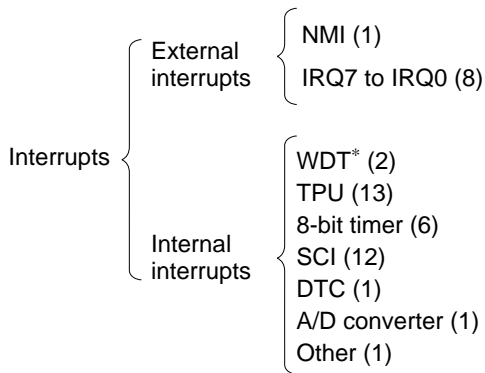 Interrupts
External
interrupts
NMI (1)
IRQ7 to IRQ0 (8)
Internal
interrupts
WDT* (2)
TPU (13)
8-bit timer (6)
SCI (12)
DTC (1)
A/D converter (1)
Other (1)